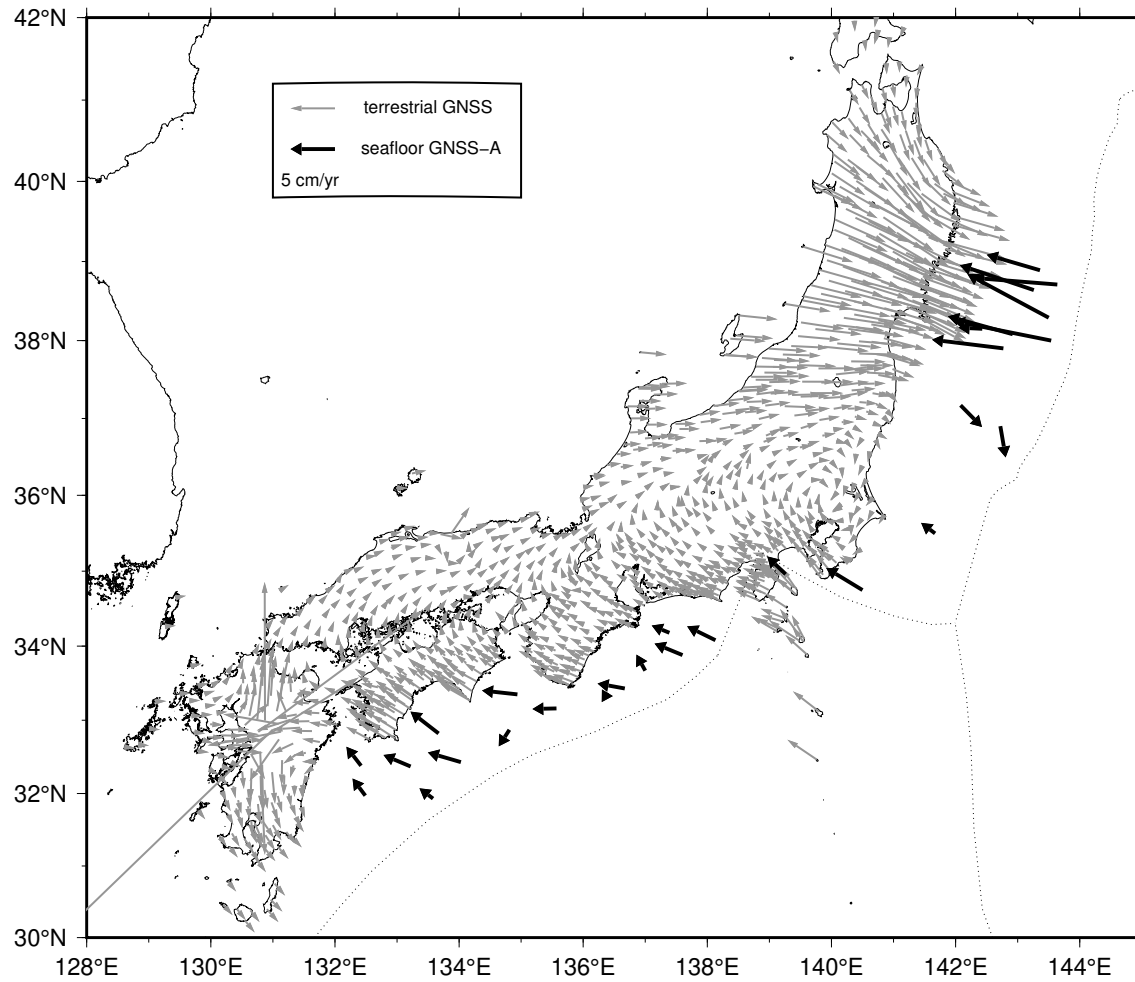 42°N
terrestrial GNSS
seafloor GNSS−A
5 cm/yr
40°N
38°N
36°N
34°N
32°N
30°N
128°E 130°E 132°E 134°E 136°E 138°E 140°E 142°E 144°E